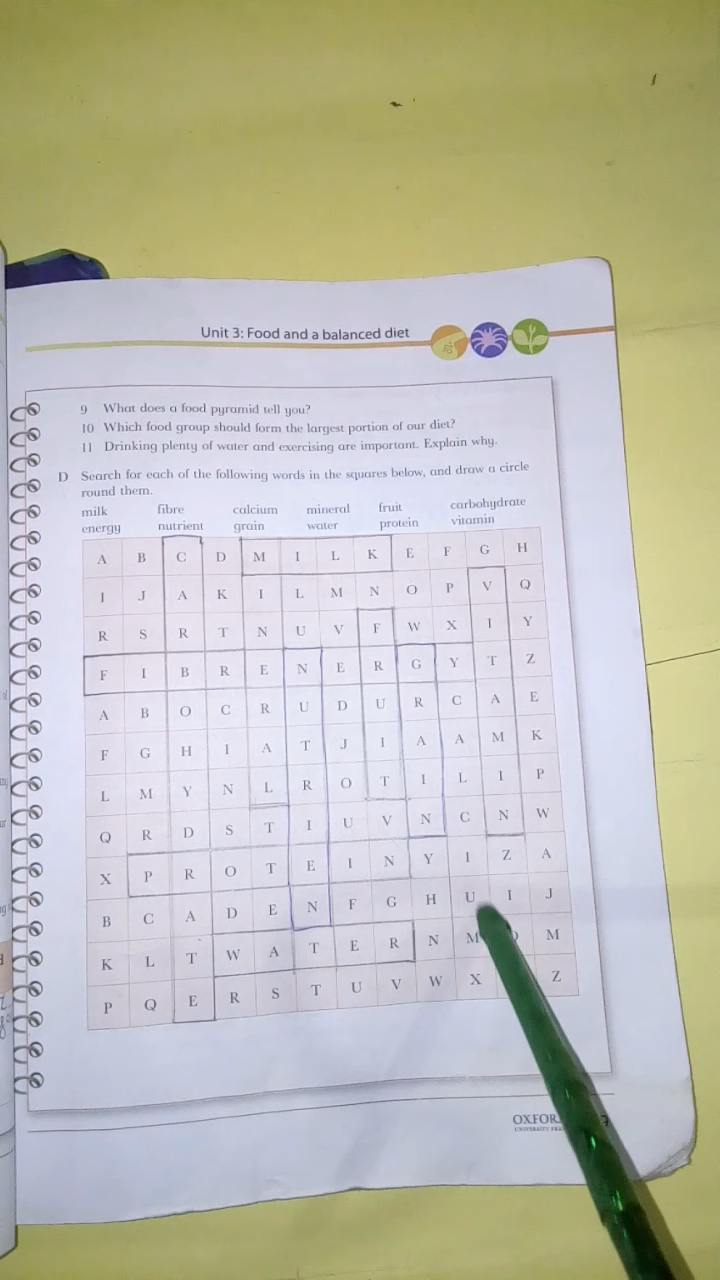 Unit 3: Food and a balanced diet
9 What does a food pyramid tell you?
10 Which food group should form the largest portion of our diet?
11 Drinking plenty of water and exercising are important. Explain why.
D Search for each of the following words in the squares below, and draw a circle
round them.
milk fibre calcium mineral fruit carbohydrate
energy nutrient grain water protein vitamin
A B C D M I L K E F G H
I J A K I L M N O P V Q
R S R T N U V F W X I Y
F I B R E N E R G Y T Z
A B O C R U D U R C A E
F G H I A T J I A A M K
L M Y N L R O T I L I P
Q R D S T I U V N C N W
X P R O T E I N Y I Z A
B C A D E N F G H U I J
K L T W A T E R N M M
P Q E R S T U V W X Z
OXFOR